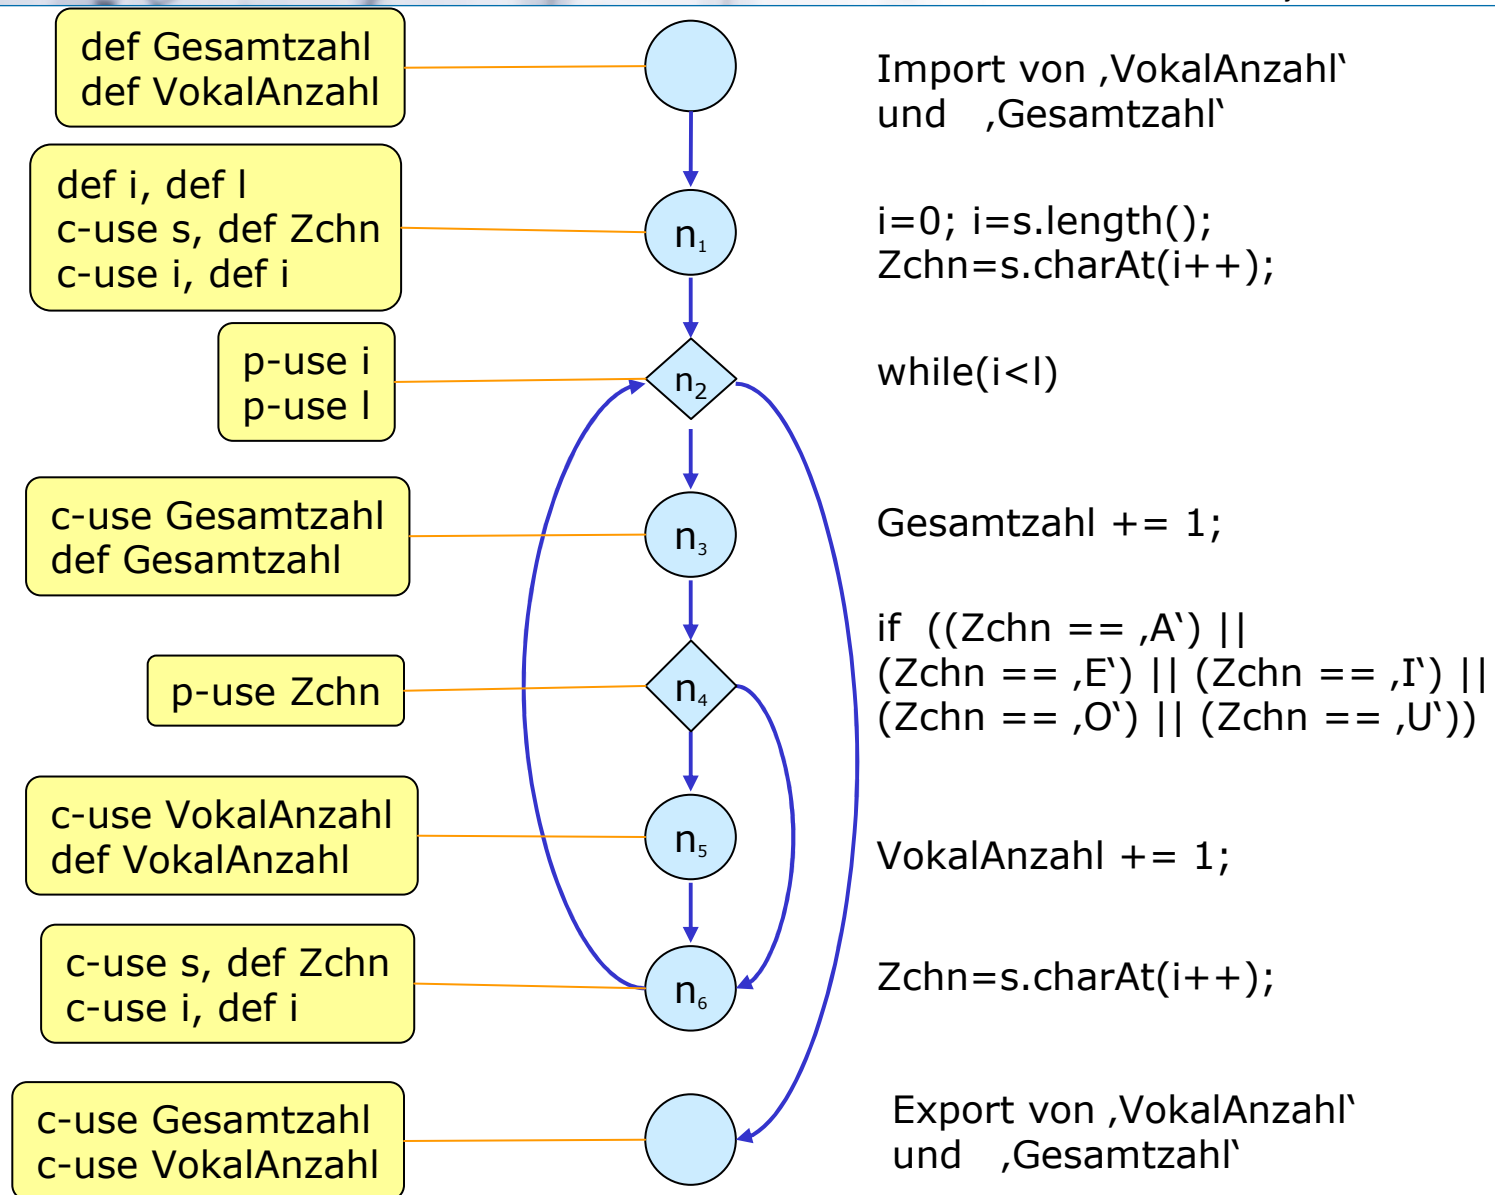 def Gesamtzahl
def VokalAnzahl
Import von ‚VokalAnzahl‘
und ‚Gesamtzahl‘
def i, def l
c-use s, def Zchn
c-use i, def i
n1
i=0; i=s.length();
Zchn=s.charAt(i++);
p-use i
p-use l
n2
while(i<l)
c-use Gesamtzahl
def Gesamtzahl
n3
Gesamtzahl += 1;
p-use Zchn
n4
if ((Zchn == ‚A‘) ||
(Zchn == ‚E‘) || (Zchn == ‚I‘) ||
(Zchn == ‚O‘) || (Zchn == ‚U‘))
c-use VokalAnzahl
def VokalAnzahl
n5
VokalAnzahl += 1;
c-use s, def Zchn
c-use i, def i
n6
Zchn=s.charAt(i++);
c-use Gesamtzahl
c-use VokalAnzahl
Export von ‚VokalAnzahl‘
und ‚Gesamtzahl‘